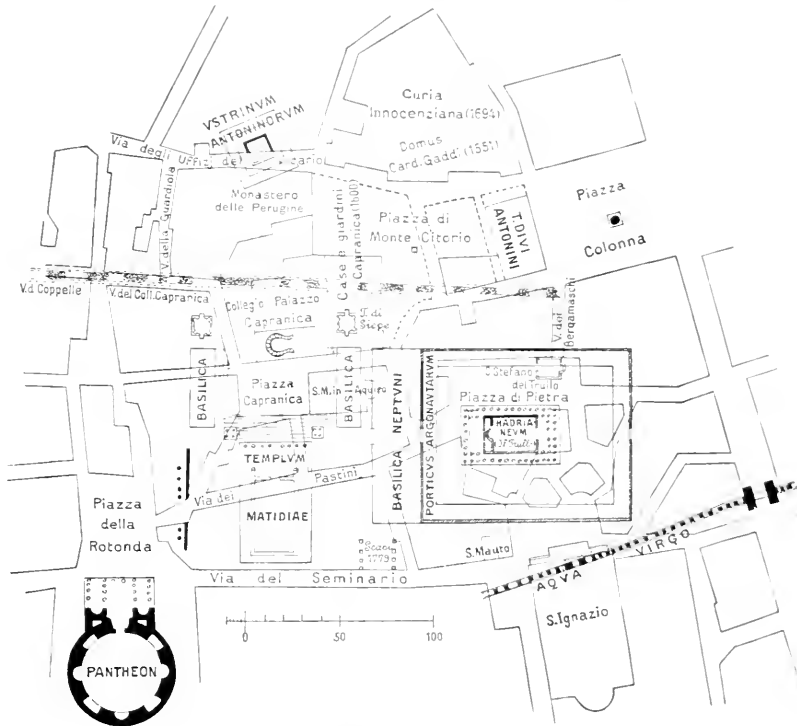 VSTRINVM
ANTONINORVM
Curia
Innocenziana (1694)
Domus
Card. Gaddi (1551)
Via degli Uffizi del Vicario
Monastero
delle Perugine
V. della Guardiola
Case e giardini
Capranica (1600)
Piazza di
Monte Citorio
T. DIVI
ANTONINI
Piazza
Colonna
V. d. Coppelle
V. del Coll. Capranica
Collegio Palazzo
Capranica
T. di
V. dei
Bergamaschi
BASILICA
Piazza
Capranica
S.M. in Aquiro
BASILICA
BASILICA NEPTUNI
PORTICVS ARGONAVTARVM
S. Stefano
del Trullo
Piazza di Pietra
HADRIA
NEVM
TEMPLVM
MATIDIAE
Via dei Pastini
Piazza
della
Rotonda
Scavi
1779
S. Mauto
AQVA VIRGO
Via del Seminario
S. Ignazio
0 50 100
PANTHEON